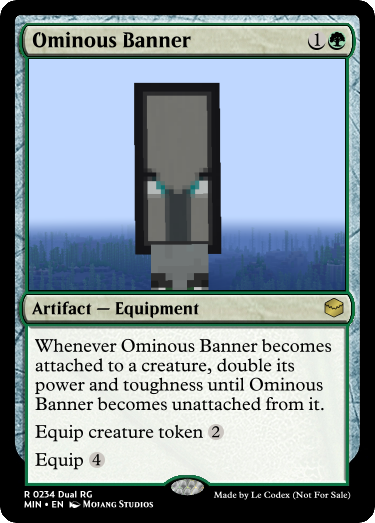 Ominous Banner 1
Artifact — Equipment
Whenever Ominous Banner becomes
attached to a creature, double its
power and toughness until Ominous
Banner becomes unattached from it.
Equip creature token 2
Equip 4
R 0234 Dual RG
MIN • EN Mojang Studios
Made by Le Codex (Not For Sale)